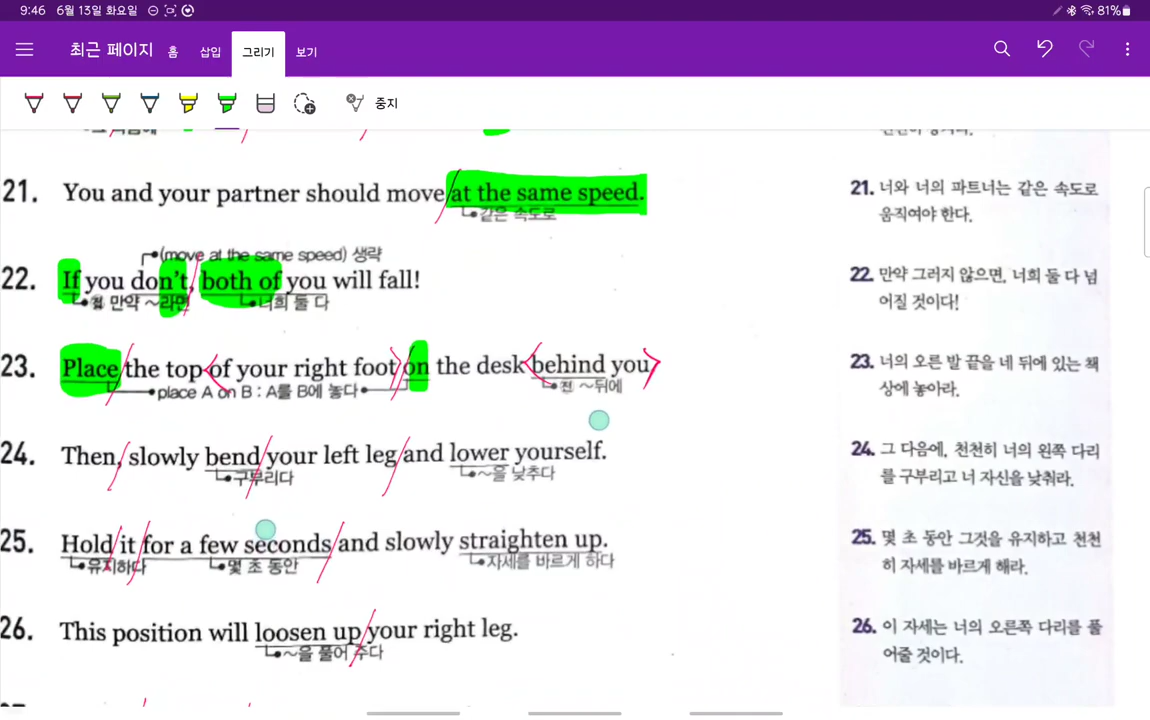 9:46 6월 13일 화요일 81%
최근 페이지 홈 삽입 그리기 보기
중지
21. You and your partner should move at the same speed.
같은 속도로
(move at the same speed) 생략
22. If you don't, both of you will fall!
접 만약 ~라면 너희 둘 다
23. Place the top of your right foot on the desk behind you
place A on B : A를 B에 놓다 전 ~뒤에
24. Then, slowly bend your left leg and lower yourself.
구부리다 ~을 낮추다
25. Hold it for a few seconds and slowly straighten up.
유지하다 몇 초 동안 자세를 바르게 하다
26. This position will loosen up your right leg.
~을 풀어 주다
21. 너와 너의 파트너는 같은 속도로
움직여야 한다.
22. 만약 그러지 않으면, 너희 둘 다 넘
어질 것이다!
23. 너의 오른 발 끝을 네 뒤에 있는 책
상에 놓아라.
24. 그 다음에, 천천히 너의 왼쪽 다리
를 구부리고 너 자신을 낮춰라.
25. 몇 초 동안 그것을 유지하고 천천
히 자세를 바르게 해라.
26. 이 자세는 너의 오른쪽 다리를 풀
어줄 것이다.